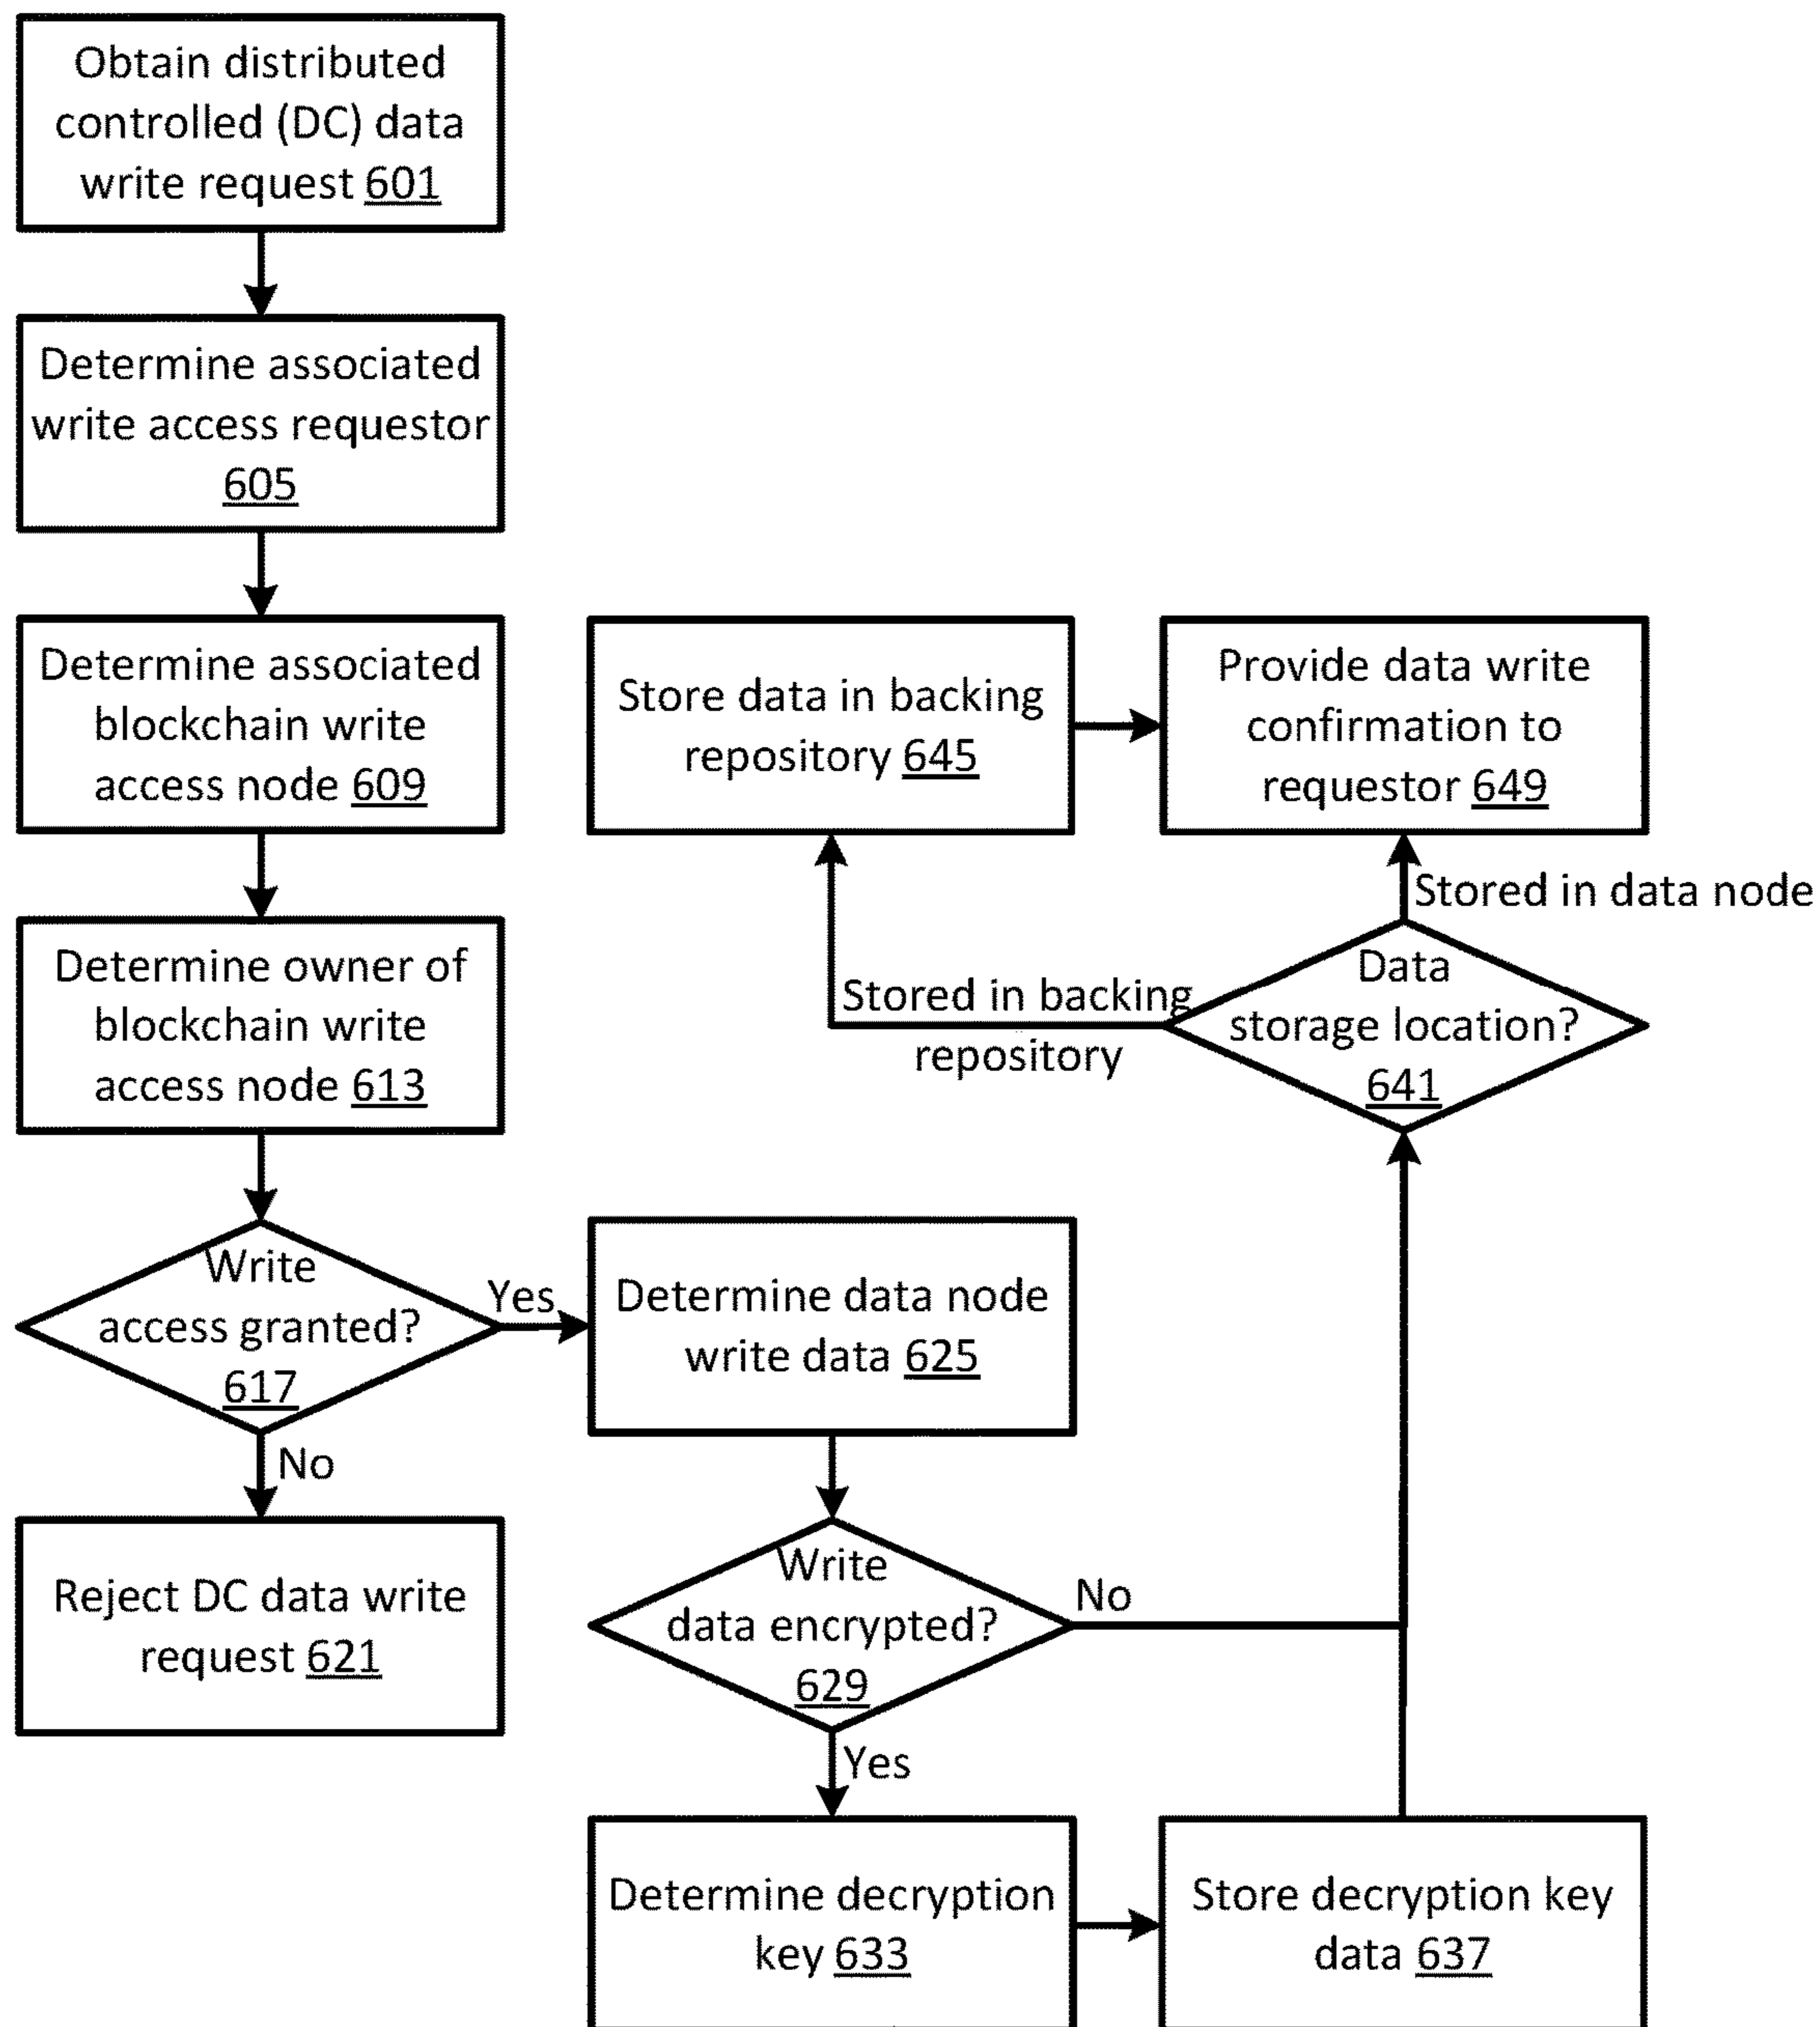 Obtain distributed
controlled (DC) data
write request 601
Determine associated
write access requestor
605
Determine associated
blockchain write
access node 609
Determine owner of
blockchain write
access node 613
Write
access granted?
617
Yes
No
Reject DC data write
request 621
Determine data node
write data 625
Write
data encrypted?
629
No
Yes
Determine decryption
key 633
Store decryption key
data 637
Data
storage location?
641
Stored in backing
repository
Stored in data node
Store data in backing
repository 645
Provide data write
confirmation to
requestor 649